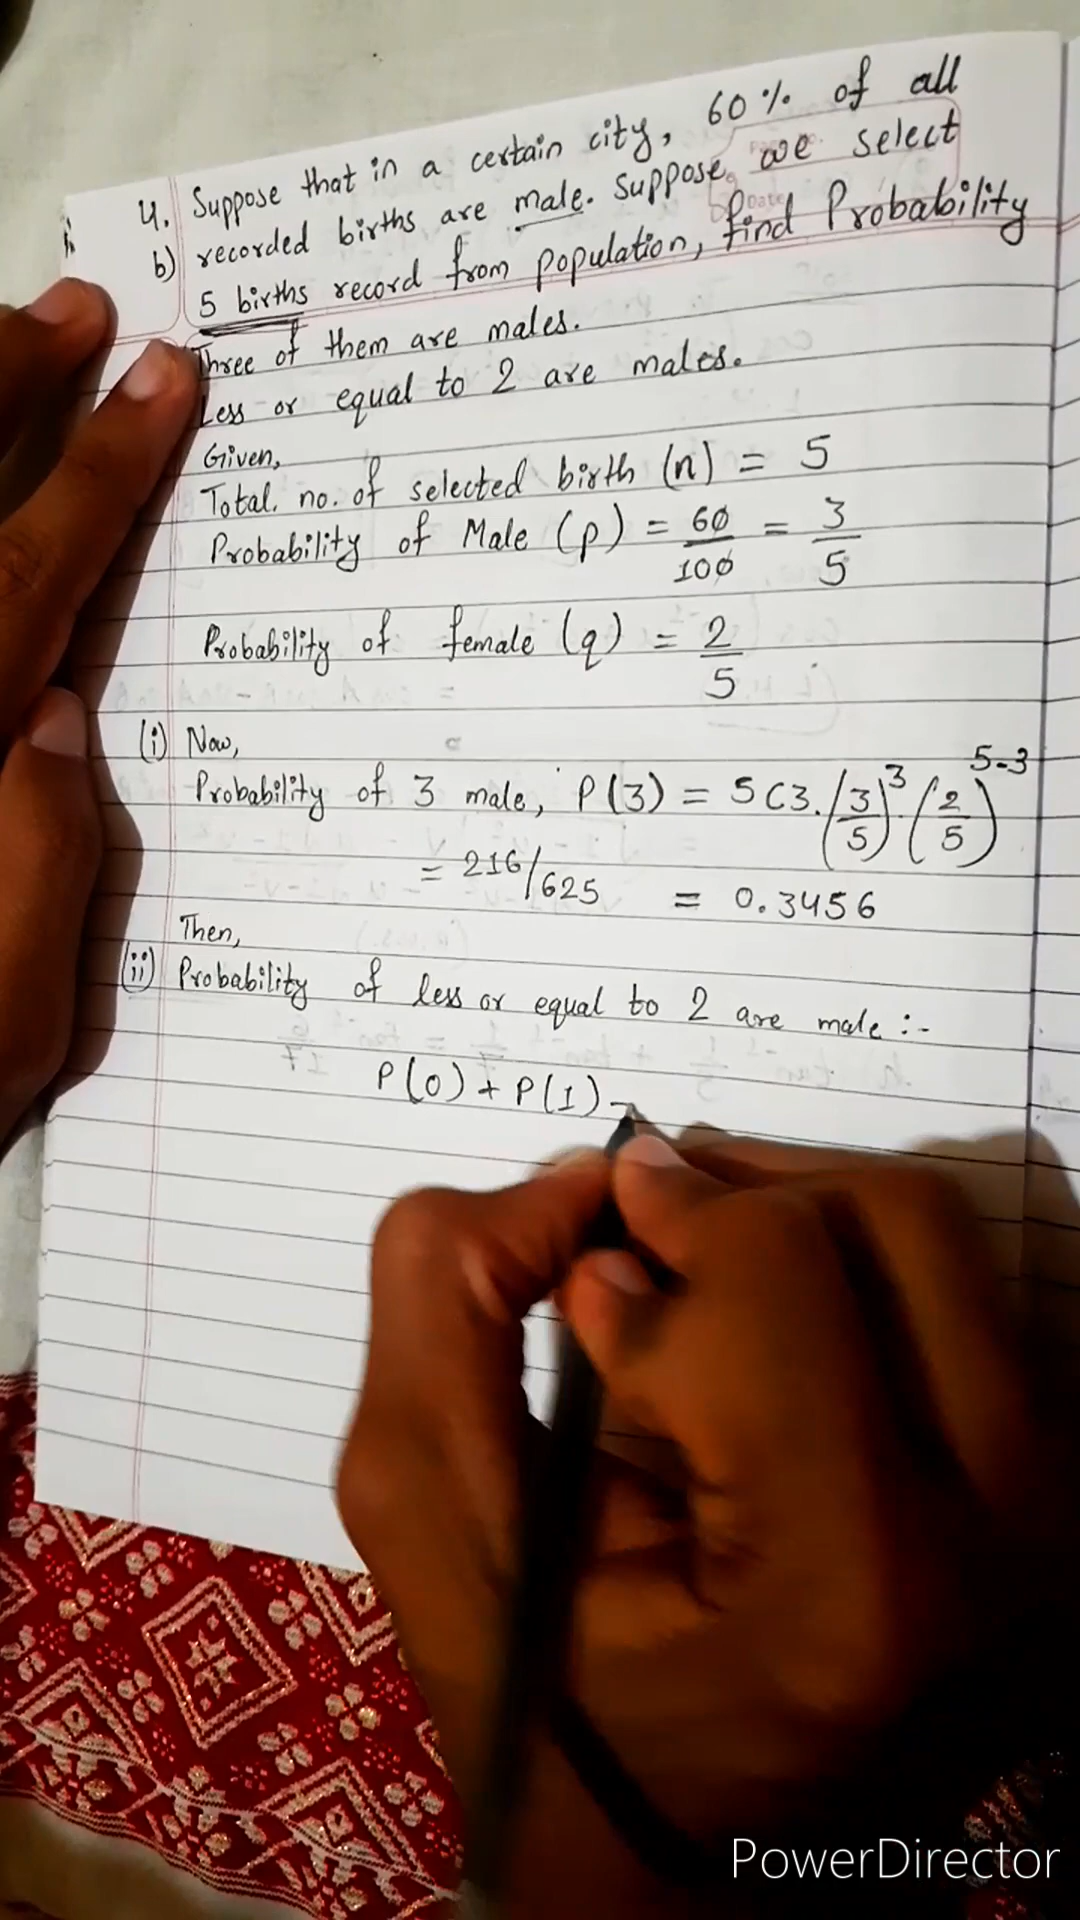 4. Suppose that in a certain city, 60% of all
b) recorded births are male. Suppose, we select
5 births record from population, find Probability
Three of them are males.
Less or equal to 2 are males.
Given,
Total. no. of selected birth (n) = 5
Probability of Male (p) = 60/100 = 3/5
Probability of female (q) = 2/5
(i) Now,
Probability of 3 male, P(3) = 5C3.(3/5)^3.(2/5)^5-3
= 216/625 = 0.3456
Then,
(ii) Probability of less or equal to 2 are male :-
P(0) + P(1) -
PowerDirector